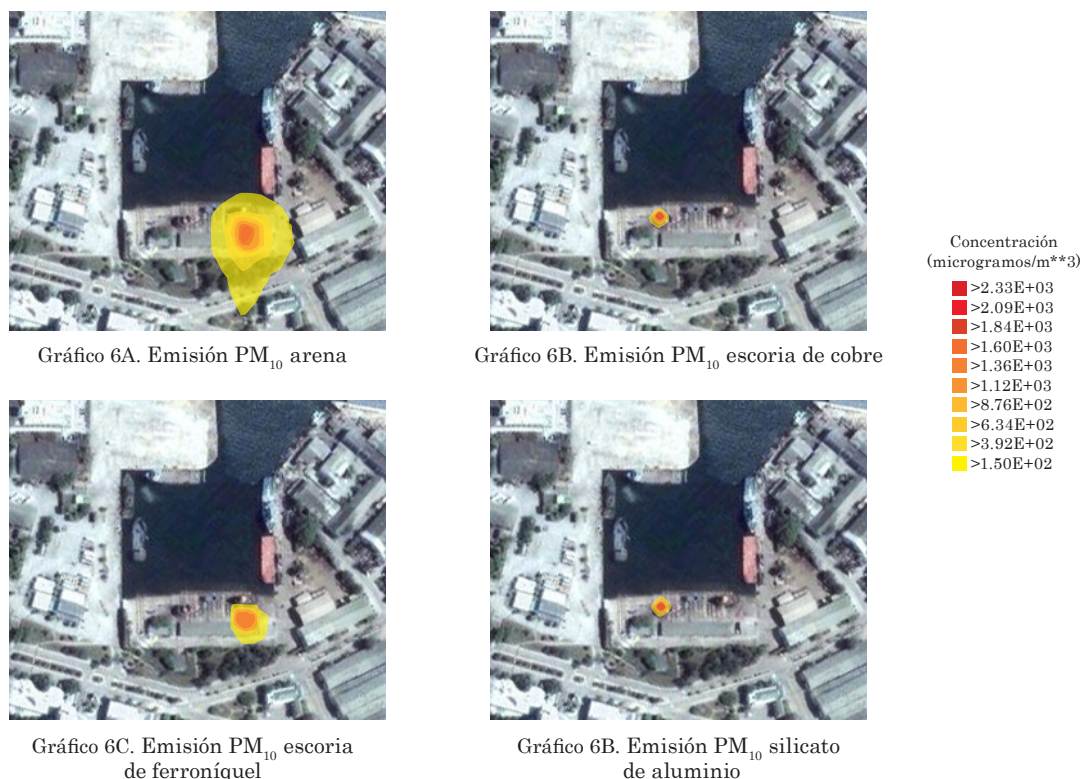 Gráfico 6A. Emisión PM10 arena
Gráfico 6B. Emisión PM10 escoria de cobre
Concentración
(microgramos/m**3)
>2.33E+03
>2.09E+03
>1.84E+03
>1.60E+03
>1.36E+03
>1.12E+03
>8.76E+02
>6.34E+02
>3.92E+02
>1.50E+02
Gráfico 6C. Emisión PM10 escoria
de ferroníquel
Gráfico 6B. Emisión PM10 silicato
de aluminio